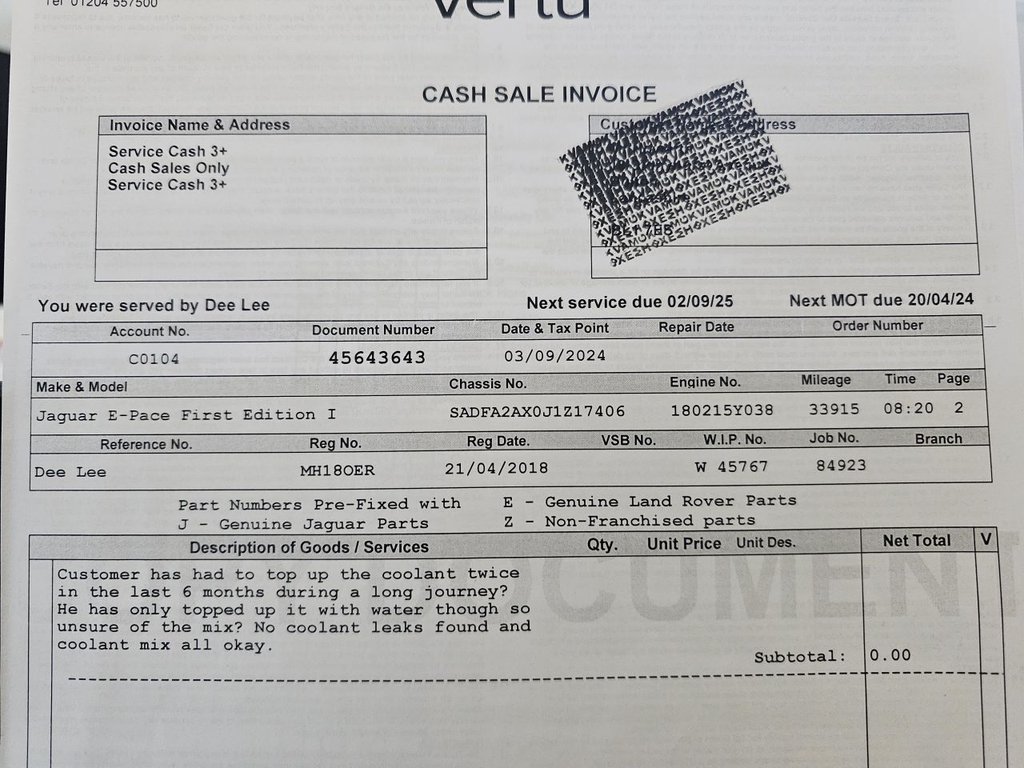 Tel 01204 557500
Vertu
CASH SALE INVOICE
Invoice Name & Address
Service Cash 3+
Cash Sales Only
Service Cash 3+
You were served by Dee Lee
Next service due 02/09/25
Next MOT due 20/04/24
Account No. Document Number Date & Tax Point Repair Date Order Number
C0104 45643643 03/09/2024
Make & Model Chassis No. Engine No. Mileage Time Page
Jaguar E-Pace First Edition I SADFA2AX0J1Z17406 180215Y038 33915 08:20 2
Reference No. Reg No. Reg Date. VSB No. W.I.P. No. Job No. Branch
Dee Lee MH18OER 21/04/2018 W 45767 84923
Part Numbers Pre-Fixed with E - Genuine Land Rover Parts
J - Genuine Jaguar Parts Z - Non-Franchised parts
Description of Goods / Services Qty. Unit Price Unit Des. Net Total V
DOCUMENT
Customer has had to top up the coolant twice
in the last 6 months during a long journey?
He has only topped up it with water though so
unsure of the mix? No coolant leaks found and
coolant mix all okay.
Subtotal: 0.00